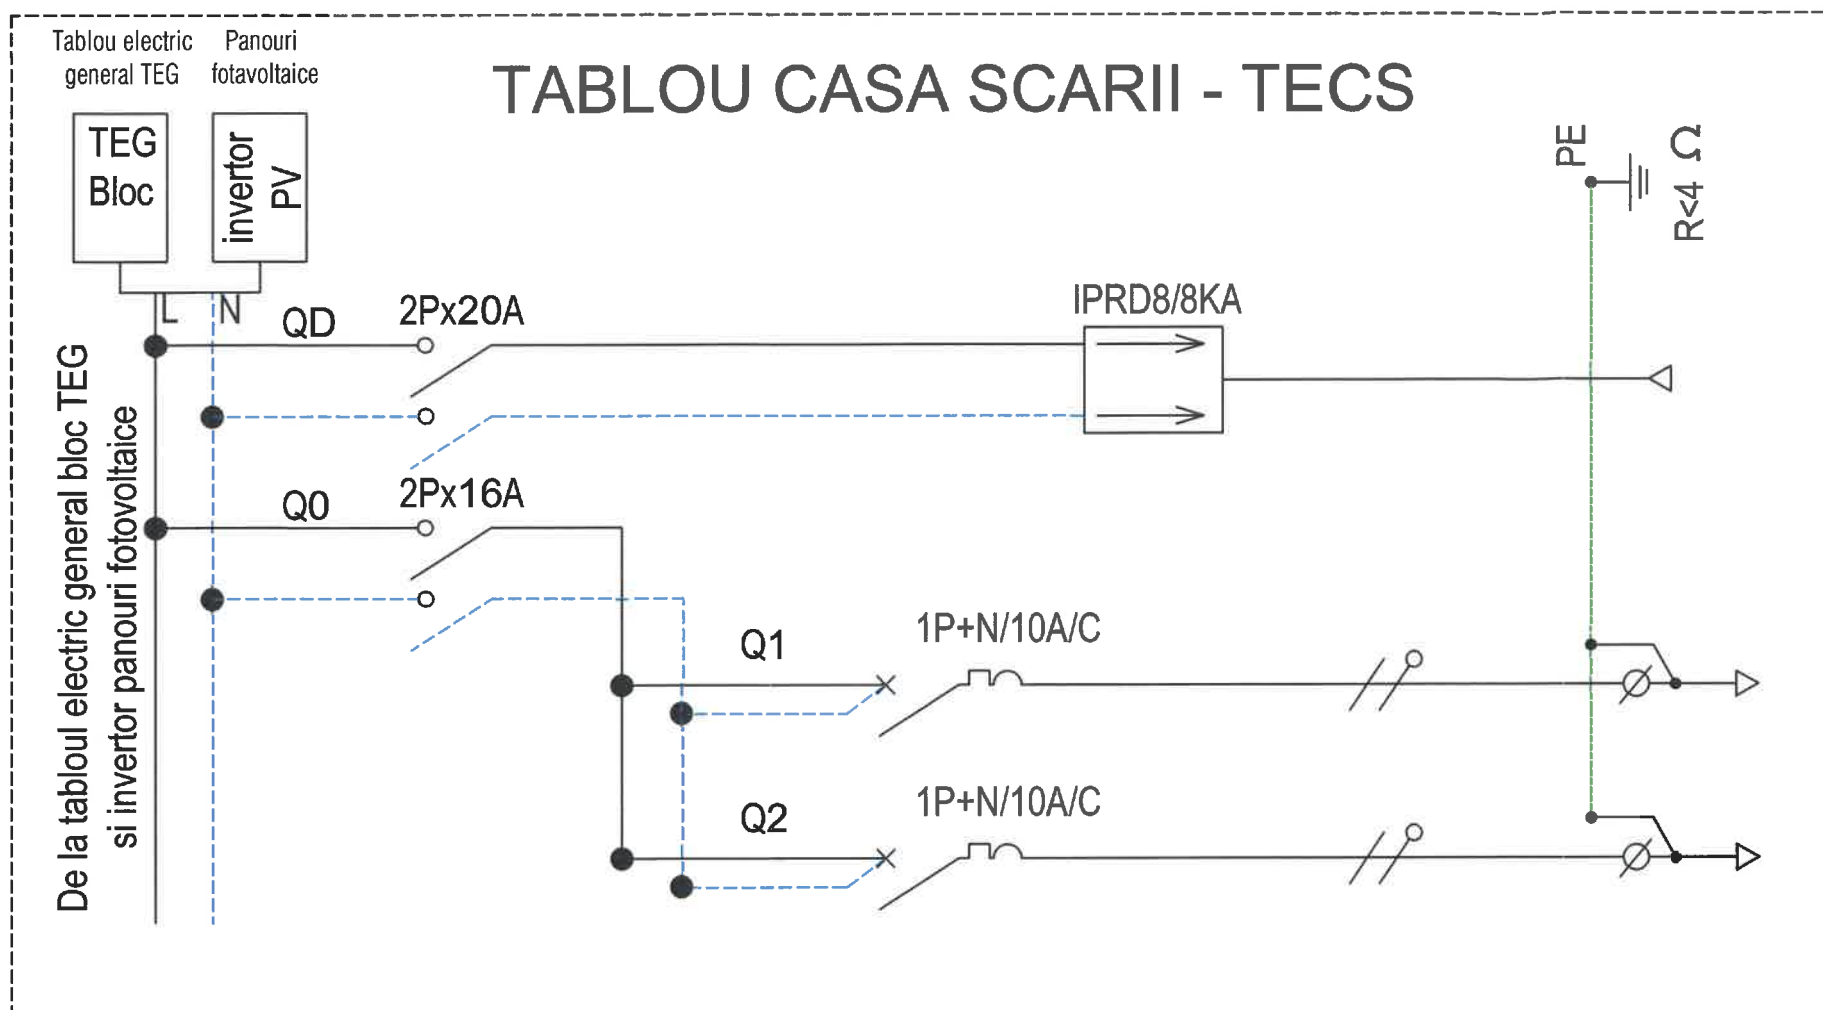 Tablou electric
general TEG
Panouri
fotavoltaice
TABLOU CASA SCARII - TECS
TEG
Bloc
invertor
PV
PE
R<4 Ω
L
N
QD
2Px20A
IPRD8/8KA
De la tabloul electric general bloc TEG
si invertor panouri fotovoltaice
Q0
2Px16A
Q1
1P+N/10A/C
Q2
1P+N/10A/C